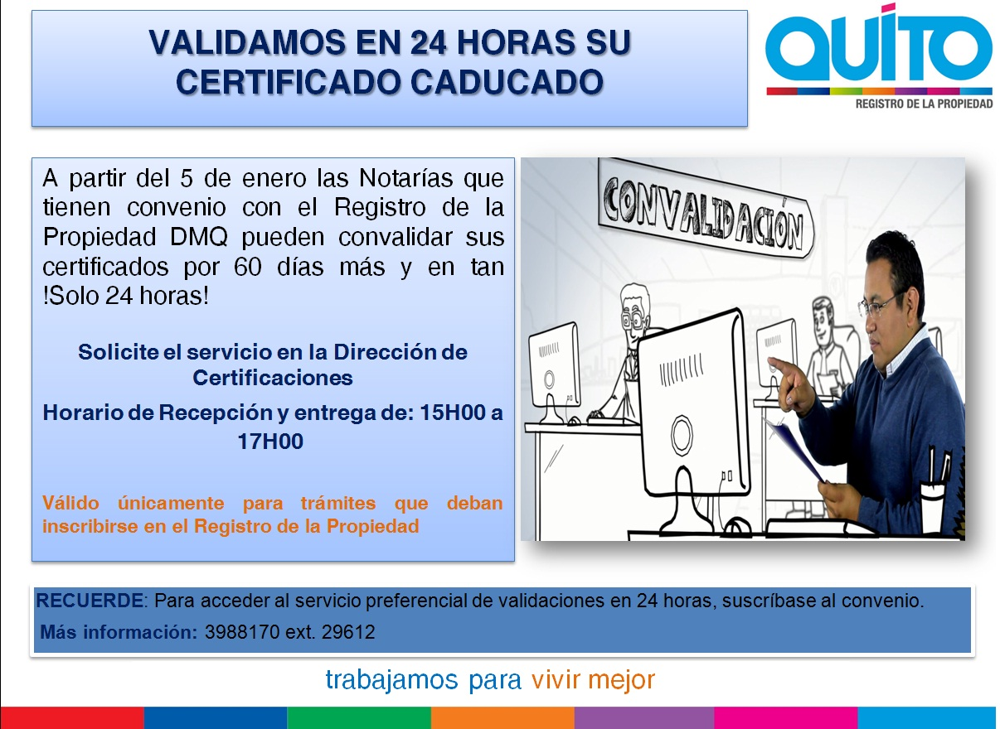 VALIDAMOS EN 24 HORAS SU
CERTIFICADO CADUCADO
QUÍTO
REGISTRO DE LA PROPIEDAD
A partir del 5 de enero las Notarías que
tienen convenio con el Registro de la
Propiedad DMQ pueden convalidar sus
certificados por 60 días más y en tan
!Solo 24 horas!
Solicite el servicio en la Dirección de
Certificaciones
Horario de Recepción y entrega de: 15H00 a
17H00
Válido únicamente para trámites que deban
inscribirse en el Registro de la Propiedad
CONVALIDACIÓN
RECUERDE: Para acceder al servicio preferencial de validaciones en 24 horas, suscríbase al convenio.
Más información: 3988170 ext. 29612
trabajamos para vivir mejor